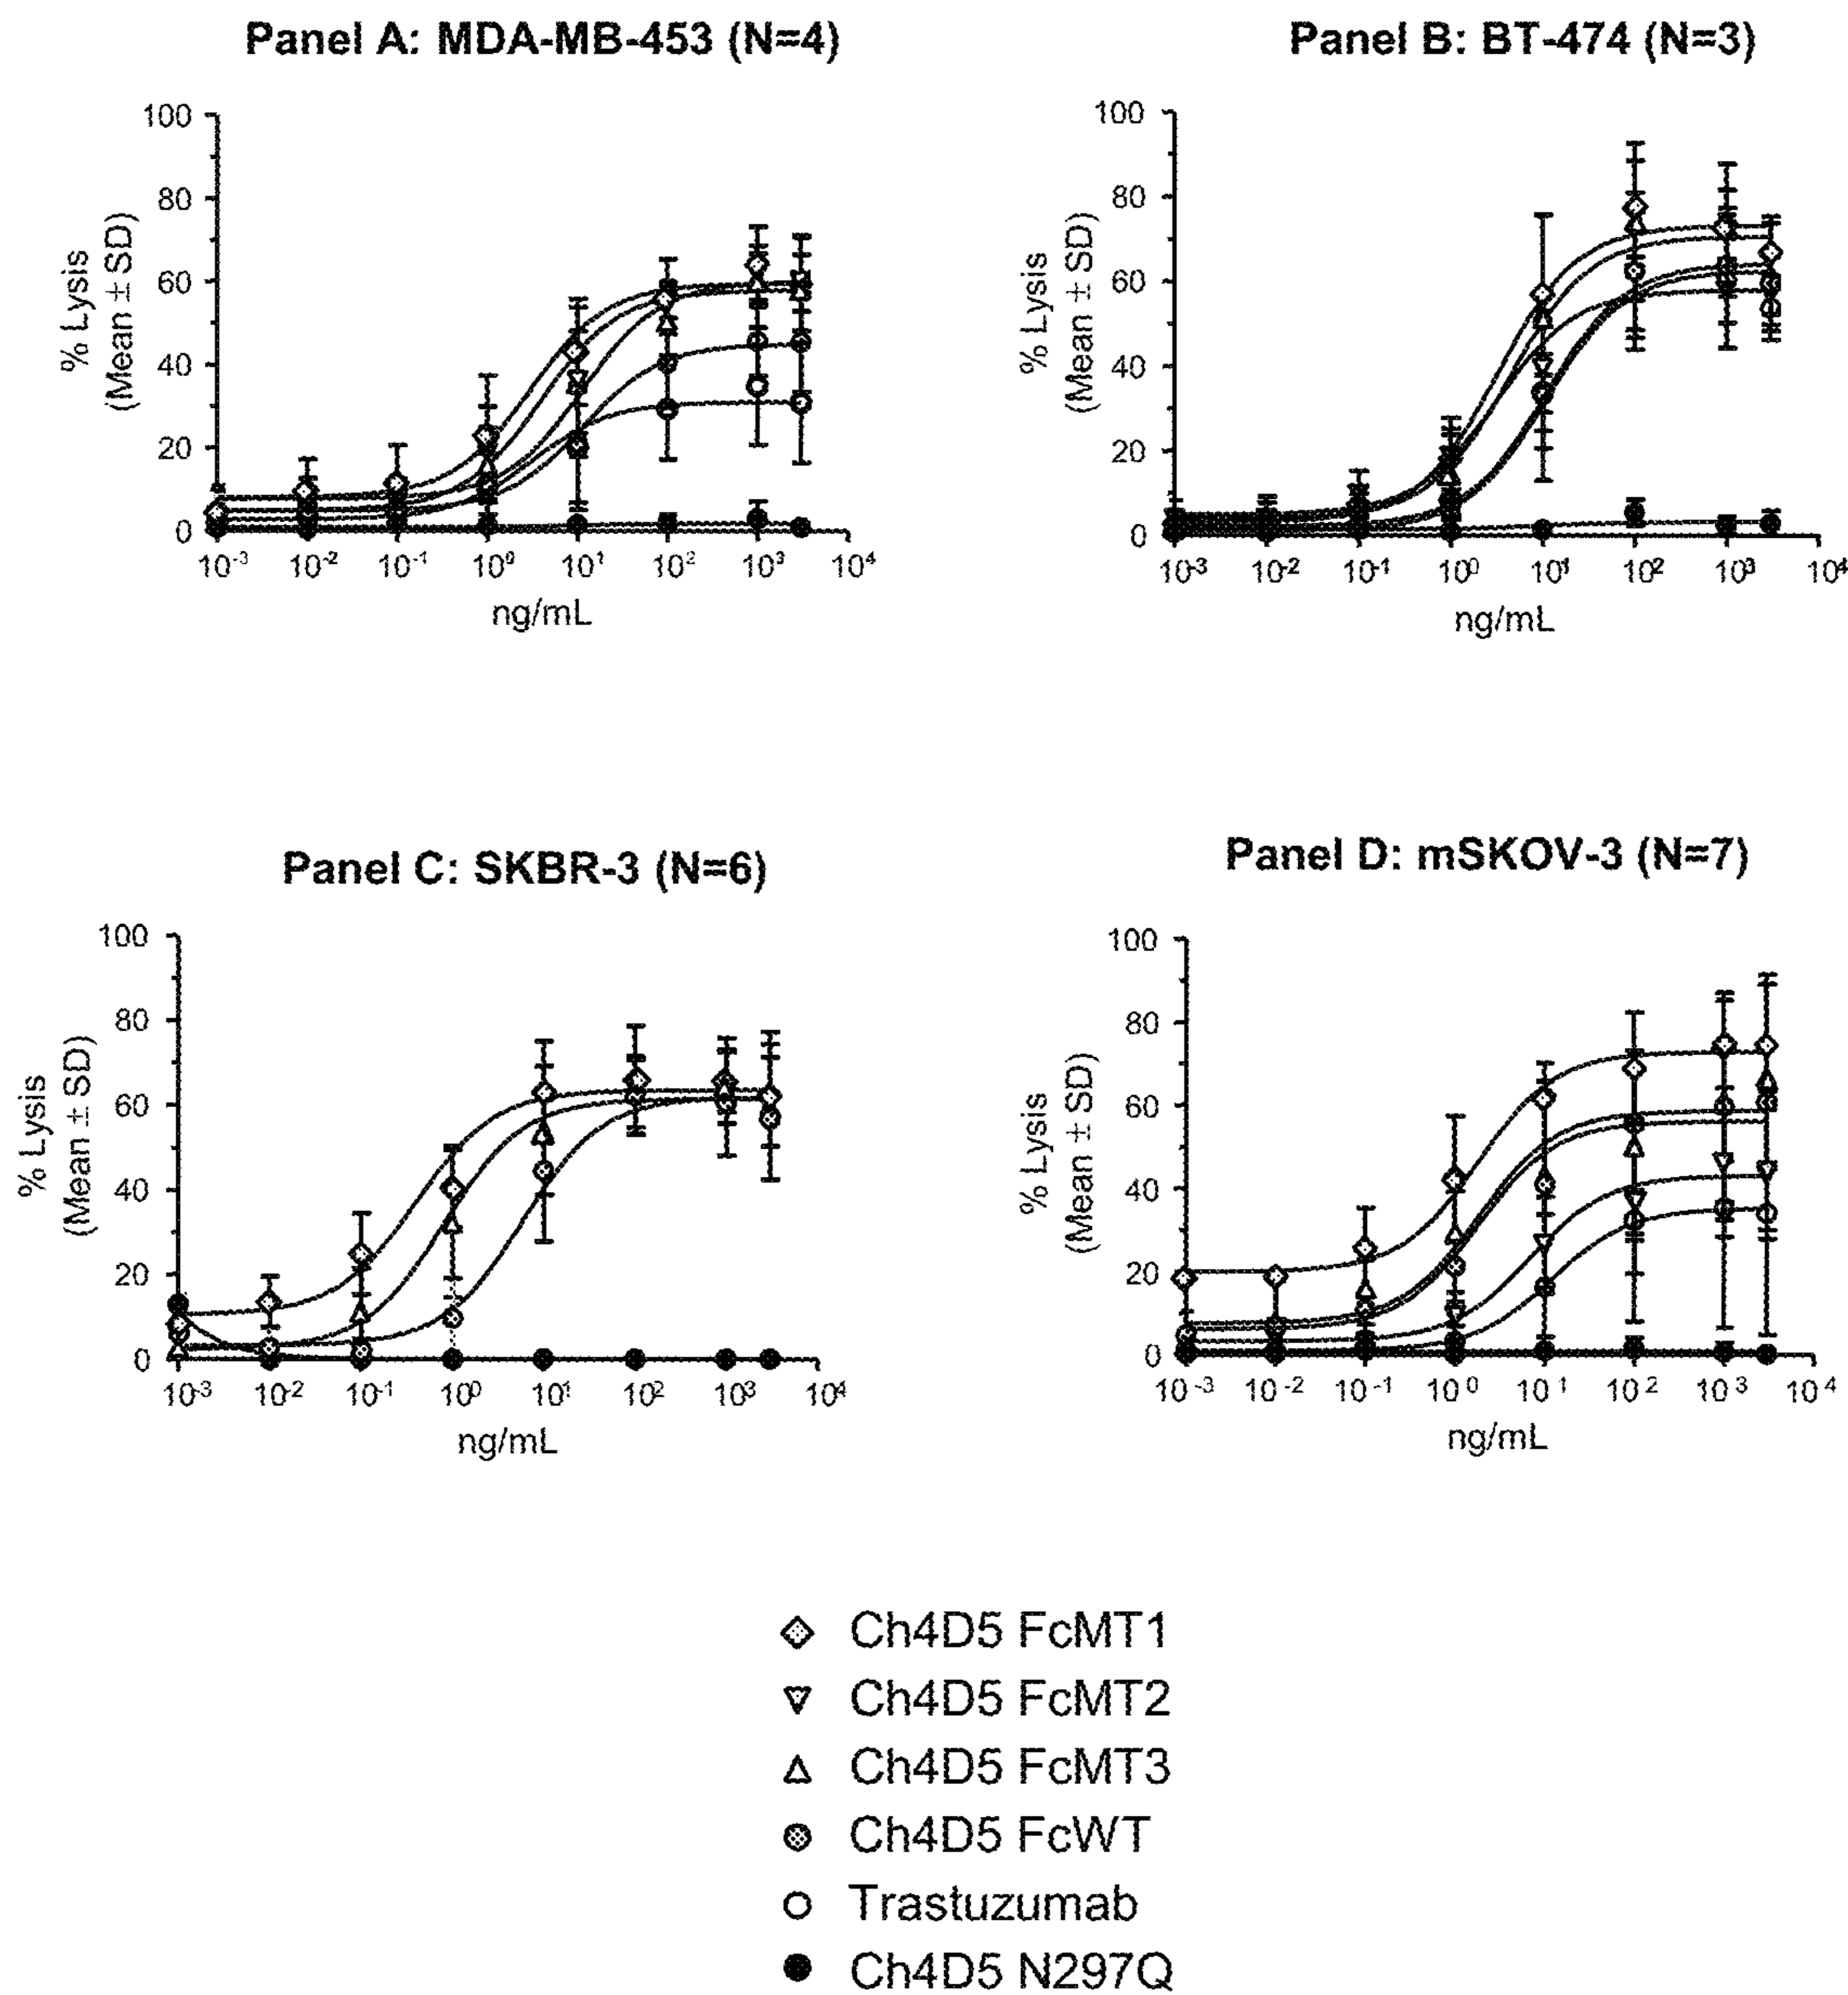 Panel A: MDA-MB-453 (N=4)
100
80
60
40
20
0
% Lysis
(Mean ± SD)
10-3 10-2 10-1 10⁰ 10¹ 10² 10³ 10⁴
ng/mL
Panel B: BT-474 (N=3)
100
80
60
40
20
0
% Lysis
(Mean ± SD)
10-3 10-2 10-1 10⁰ 10¹ 10² 10³ 10⁴
ng/mL
Panel C: SKBR-3 (N=6)
100
80
60
40
20
0
% Lysis
(Mean ± SD)
10-3 10-2 10-1 10⁰ 10¹ 10² 10³ 10⁴
ng/mL
Panel D: mSKOV-3 (N=7)
100
80
60
40
20
0
% Lysis
(Mean ± SD)
10-3 10-2 10-1 10⁰ 10¹ 10² 10³ 10⁴
ng/mL
Ch4D5 FcMT1
Ch4D5 FcMT2
Ch4D5 FcMT3
Ch4D5 FcWT
Trastuzumab
Ch4D5 N297Q